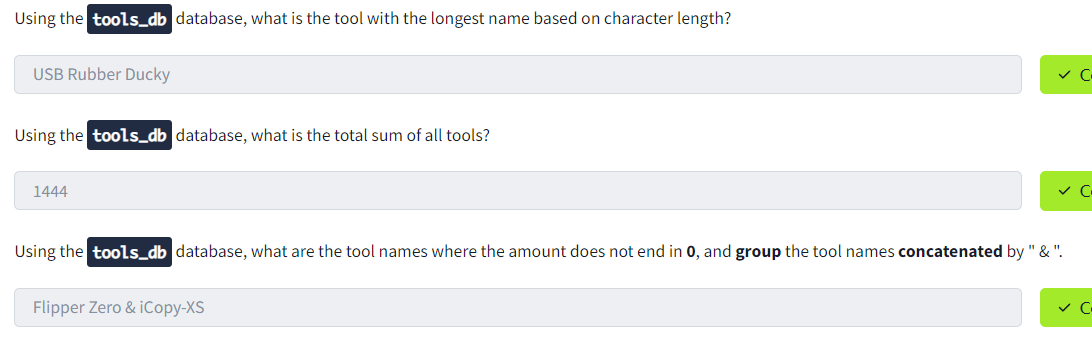 Using the tools_db database, what is the tool with the longest name based on character length?
USB Rubber Ducky
✓ C
Using the tools_db database, what is the total sum of all tools?
1444
✓ C
Using the tools_db database, what are the tool names where the amount does not end in 0, and group the tool names concatenated by " & ".
Flipper Zero & iCopy-XS
✓ C